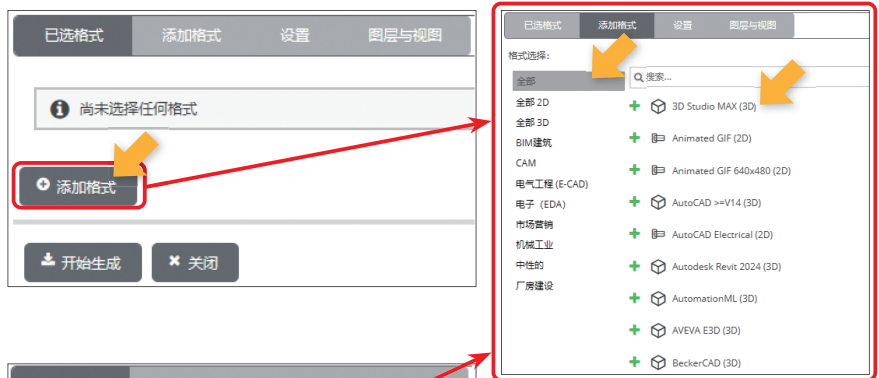 已选格式 添加格式 设置 图层与视图
尚未选择任何格式
添加格式
开始生成 关闭
已选格式 添加格式 设置 图层与视图
格式选择：
全部
全部 2D
全部 3D
BIM建筑
CAM
电气工程 (E-CAD)
电子（EDA）
市场营销
机械工业
中性的
厂房建设
搜索...
3D Studio MAX (3D)
Animated GIF (2D)
Animated GIF 640x480 (2D)
AutoCAD >=V14 (3D)
AutoCAD Electrical (2D)
Autodesk Revit 2024 (3D)
AutomationML (3D)
AVEVA E3D (3D)
BeckerCAD (3D)